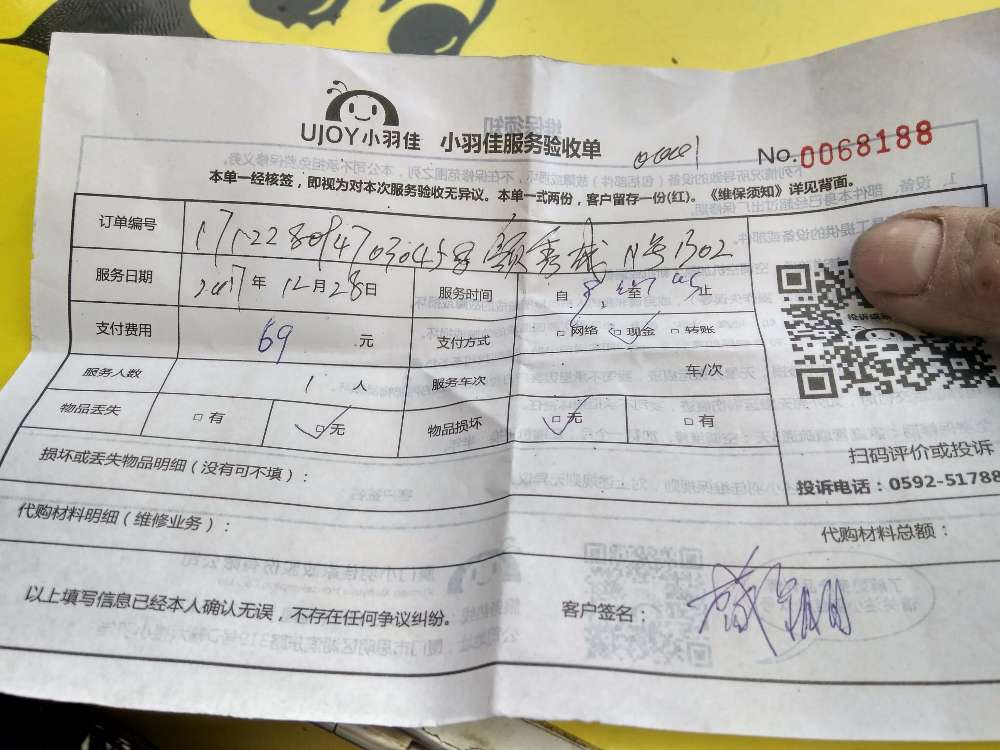 UJOY小羽佳 小羽佳服务验收单
No.0068188
本单一经核签，即视为对本次服务验收无异议。本单一式两份，客户留存一份(红)。《维保须知》详见背面。
订单编号
服务日期 2017年12月28日 服务时间 自 至 止
支付费用 69 元 支付方式 □网络 □现金 □转账
服务人数 1 人 服务车次 车/次
物品丢失 □有 □无 物品损坏 □无 □有
扫码评价或投诉
投诉电话：0592-51788
损坏或丢失物品明细（没有可不填）：
代购材料明细（维修业务）： 代购材料总额：
以上填写信息已经本人确认无误，不存在任何争议纠纷。 客户签名：